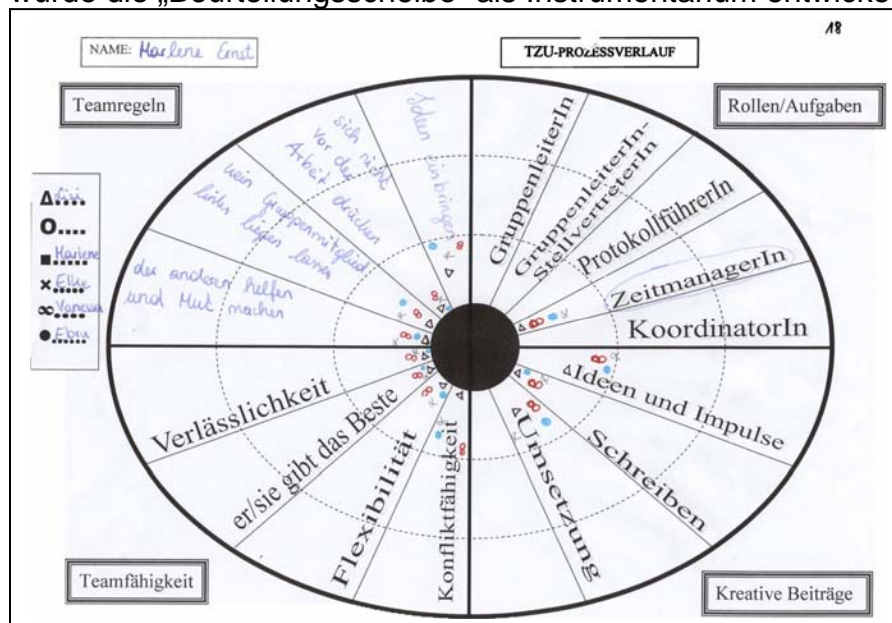 wurde die „Beurteilungsscheibe“ als Instrumentarium entwicke
18
NAME: Marlene Ernst
TZU-PROZESSVERLAUF
Teamregeln
Rollen/Aufgaben
Δ....
O....
■.....
Marlene
×.....
Elke
∞.....
Vanessa
●......
Ebru
Ideen einbringen
sich nicht
vor der
Arbeit drücken
kein Gruppenmitglied
links liegen lassen
den anderen helfen
und Mut machen
GruppenleiterIn
GruppenleiterIn-
StellvertreterIn
ProtokollführerIn
ZeitmanagerIn
KoordinatorIn
Verlässlichkeit
er/sie gibt das Beste
Flexibilität
Konfliktfähigkeit
Umsetzung
Schreiben
Ideen und Impulse
Teamfähigkeit
Kreative Beiträge